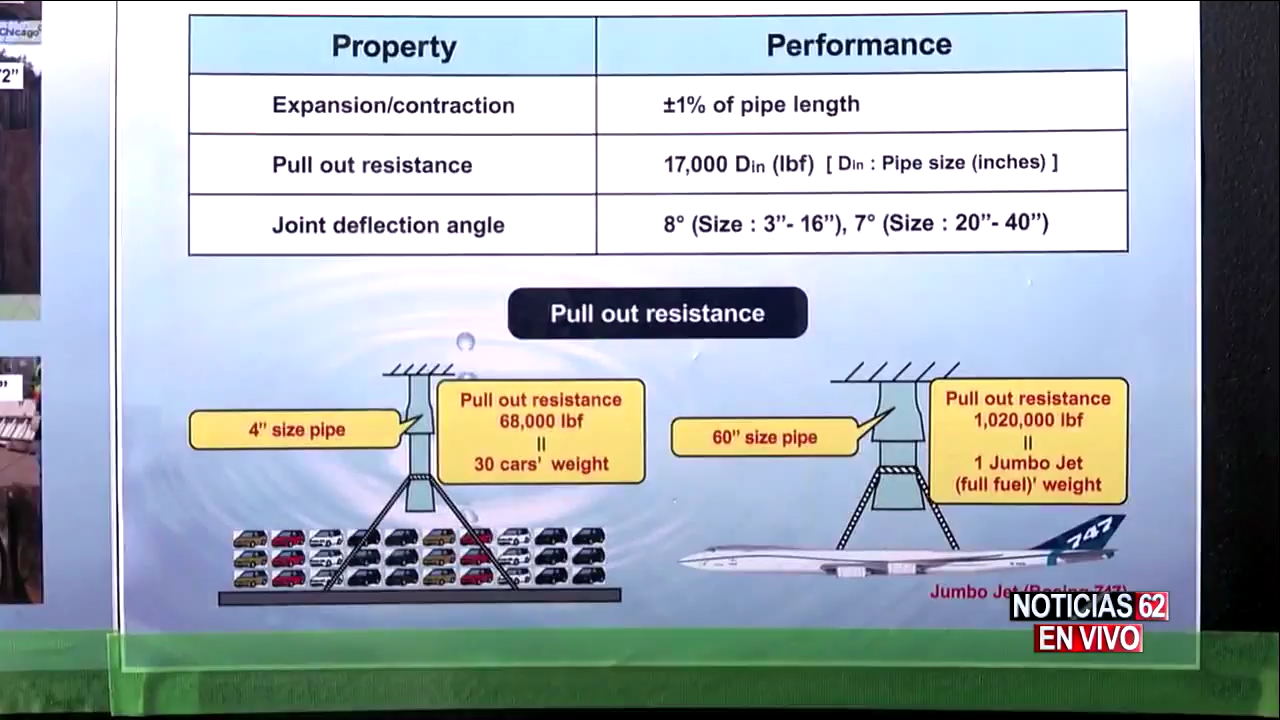 Chicago
2”
Property Performance
Expansion/contraction ±1% of pipe length
Pull out resistance 17,000 Din (lbf) [ Din : Pipe size (inches) ]
Joint deflection angle 8° (Size : 3”- 16”), 7° (Size : 20”- 40”)
Pull out resistance
4” size pipe
Pull out resistance
68,000 lbf
=
30 cars’ weight
60” size pipe
Pull out resistance
1,020,000 lbf
=
1 Jumbo Jet
(full fuel)’ weight
747
Jumbo Jet (Boeing 747)
NOTICIAS 62
EN VIVO